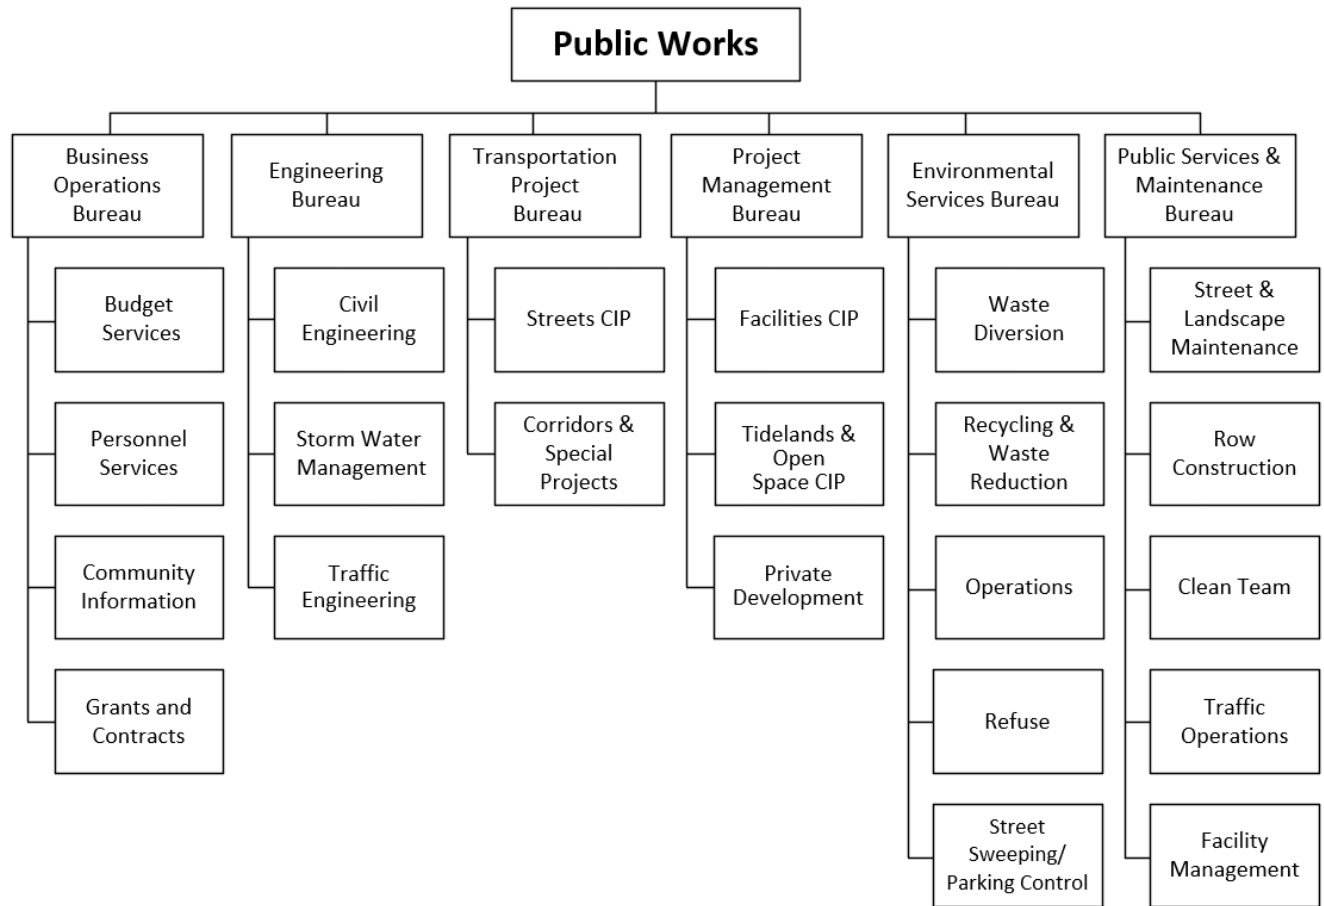 Public Works
Business
Operations
Bureau
Engineering
Bureau
Transportation
Project
Bureau
Project
Management
Bureau
Environmental
Services Bureau
Public Services &
Maintenance
Bureau
Budget
Services
Civil
Engineering
Streets CIP
Facilities CIP
Waste
Diversion
Street &
Landscape
Maintenance
Personnel
Services
Storm Water
Management
Corridors &
Special
Projects
Tidelands &
Open
Space CIP
Recycling &
Waste
Reduction
Row
Construction
Community
Information
Traffic
Engineering
Private
Development
Operations
Clean Team
Grants and
Contracts
Refuse
Traffic
Operations
Street
Sweeping/
Parking Control
Facility
Management